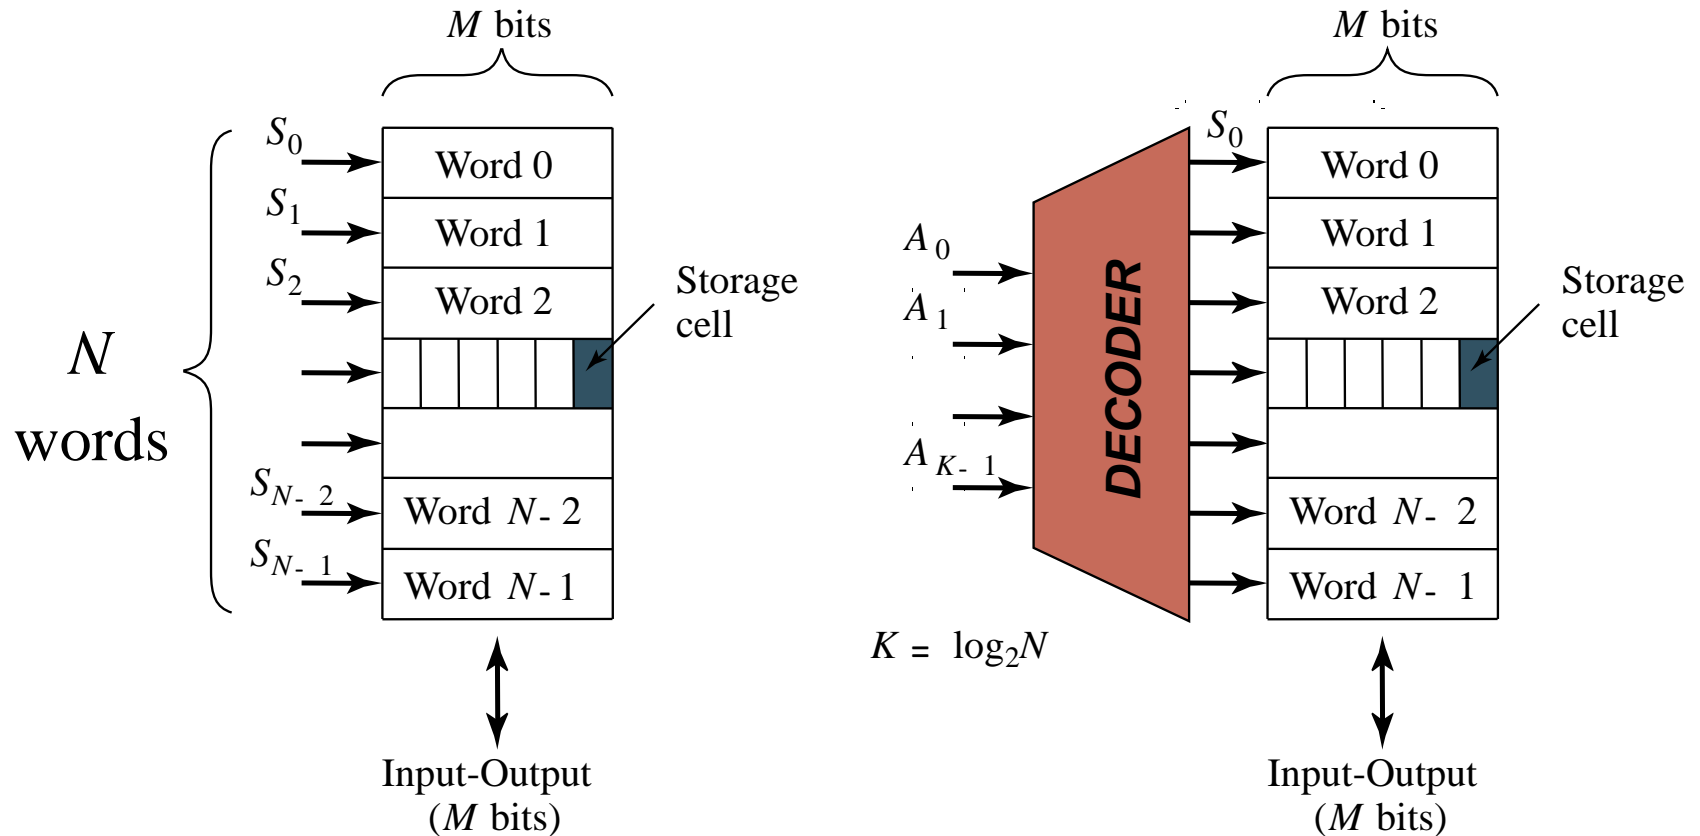 M bits
S0
Word 0
S1
Word 1
S2
Word 2
Storage
cell
N
words
SN- 2
Word N- 2
SN- 1
Word N- 1
Input-Output
(M bits)
M bits
S0
Word 0
A0
Word 1
A1
Word 2
Storage
cell
DECODER
AK- 1
Word N- 2
Word N- 1
K = log2N
Input-Output
(M bits)